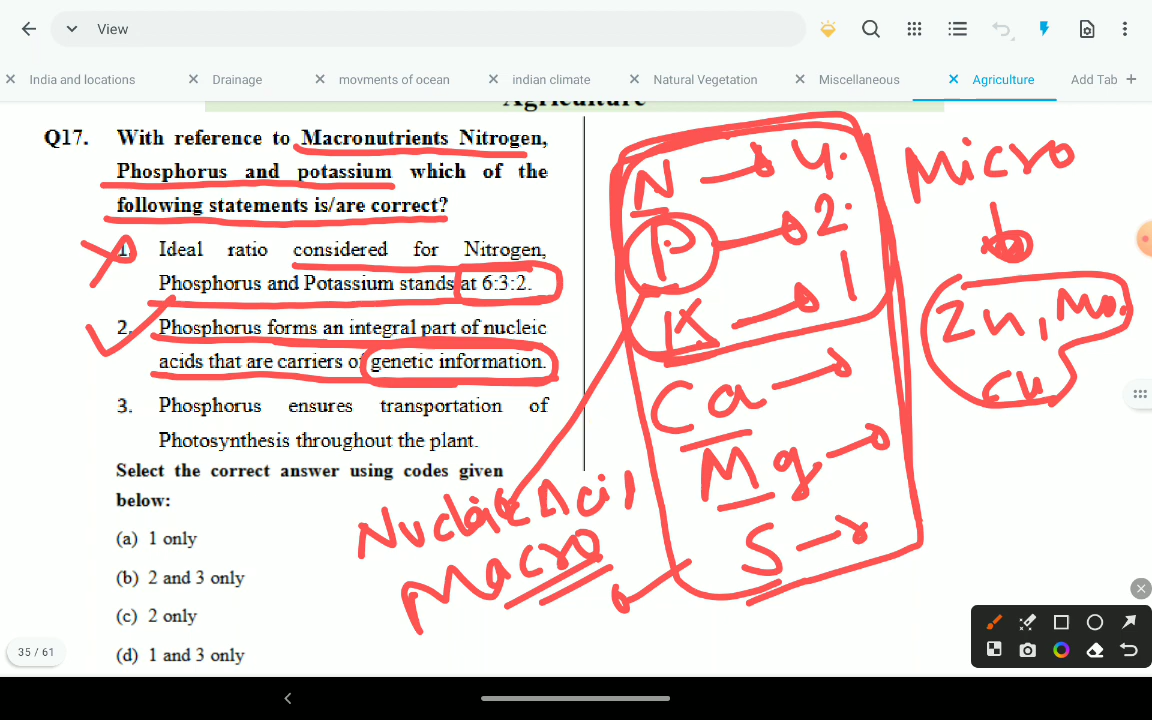 View
India and locations
Drainage
movments of ocean
indian climate
Natural Vegetation
Miscellaneous
Agriculture
Add Tab
Agriculture
Q17. With reference to Macronutrients Nitrogen,
Phosphorus and potassium which of the
following statements is/are correct?
1. Ideal ratio considered for Nitrogen,
Phosphorus and Potassium stands at 6:3:2.
2. Phosphorus forms an integral part of nucleic
acids that are carriers of genetic information.
3. Phosphorus ensures transportation of
Photosynthesis throughout the plant.
Select the correct answer using codes given
below:
(a) 1 only
(b) 2 and 3 only
(c) 2 only
(d) 1 and 3 only
35 / 61
N 4.
P 2.
K 1
Ca
Mg
S
Nucleic Acid
Macro
Micro
Zn, Mo.
Cu